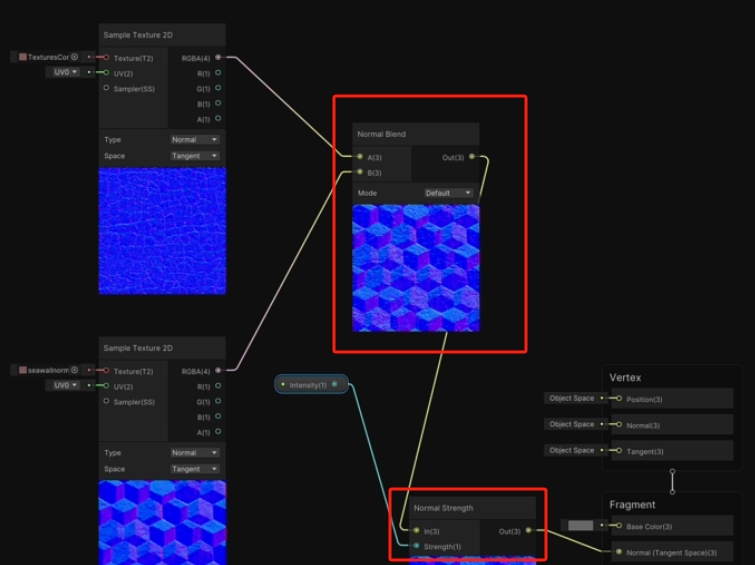 Sample Texture 2D
TexturesCor
Texture(T2)
RGBA(4)
UV0
UV(2)
R(1)
Sampler(SS)
G(1)
B(1)
A(1)
Type
Normal
Space
Tangent
Normal Blend
A(3)
Out(3)
B(3)
Mode
Default
Sample Texture 2D
seawallnorm
Texture(T2)
RGBA(4)
UV0
UV(2)
R(1)
Sampler(SS)
G(1)
B(1)
A(1)
Type
Normal
Space
Tangent
Intensity(1)
Normal Strength
In(3)
Out(3)
Strength(1)
Vertex
Object Space
Position(3)
Object Space
Normal(3)
Object Space
Tangent(3)
Fragment
Base Color(3)
Normal (Tangent Space)(3)